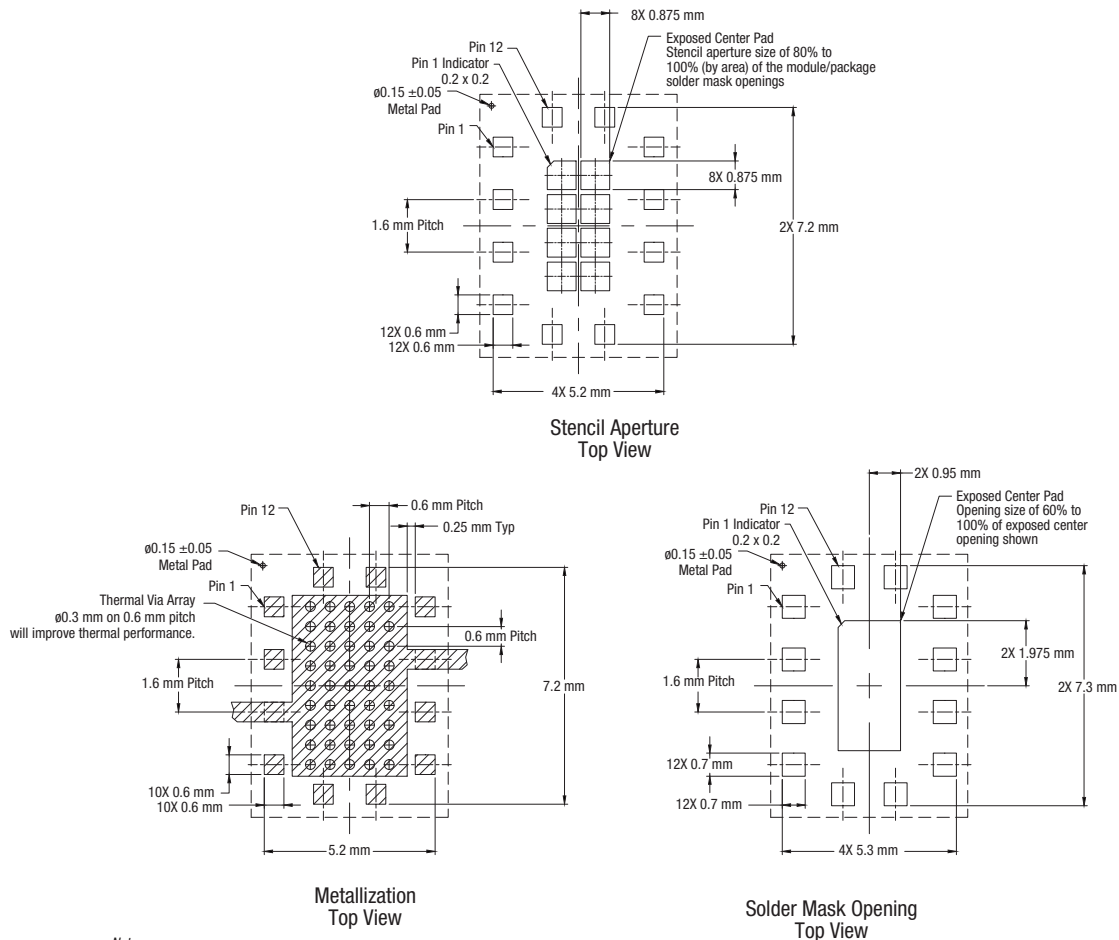 8X 0.875 mm
Pin 12
Pin 1 Indicator
0.2 x 0.2
ø0.15 ±0.05
Metal Pad
Pin 1
Exposed Center Pad
Stencil aperture size of 80% to
100% (by area) of the module/package
solder mask openings
8X 0.875 mm
1.6 mm Pitch
2X 7.2 mm
12X 0.6 mm
12X 0.6 mm
4X 5.2 mm
Stencil Aperture
Top View
Pin 12
0.6 mm Pitch
0.25 mm Typ
ø0.15 ±0.05
Metal Pad
Pin 1
Thermal Via Array
ø0.3 mm on 0.6 mm pitch
will improve thermal performance.
0.6 mm Pitch
1.6 mm Pitch
7.2 mm
10X 0.6 mm
10X 0.6 mm
5.2 mm
Metallization
Top View
2X 0.95 mm
Pin 12
Pin 1 Indicator
0.2 x 0.2
ø0.15 ±0.05
Metal Pad
Pin 1
Exposed Center Pad
Opening size of 60% to
100% of exposed center
opening shown
2X 1.975 mm
1.6 mm Pitch
2X 7.3 mm
12X 0.7 mm
12X 0.7 mm
4X 5.3 mm
Solder Mask Opening
Top View